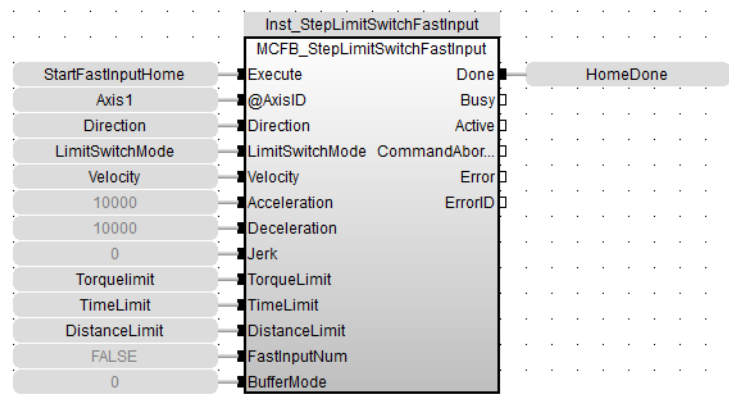 Inst_StepLimitSwitchFastInput
MCFB_StepLimitSwitchFastInput
StartFastInputHome Execute Done HomeDone
Axis1 @AxisID Busy
Direction Direction Active
LimitSwitchMode LimitSwitchMode CommandAbor...
Velocity Velocity Error
10000 Acceleration ErrorID
10000 Deceleration
0 Jerk
Torquelimit TorqueLimit
TimeLimit TimeLimit
DistanceLimit DistanceLimit
FALSE FastInputNum
0 BufferMode